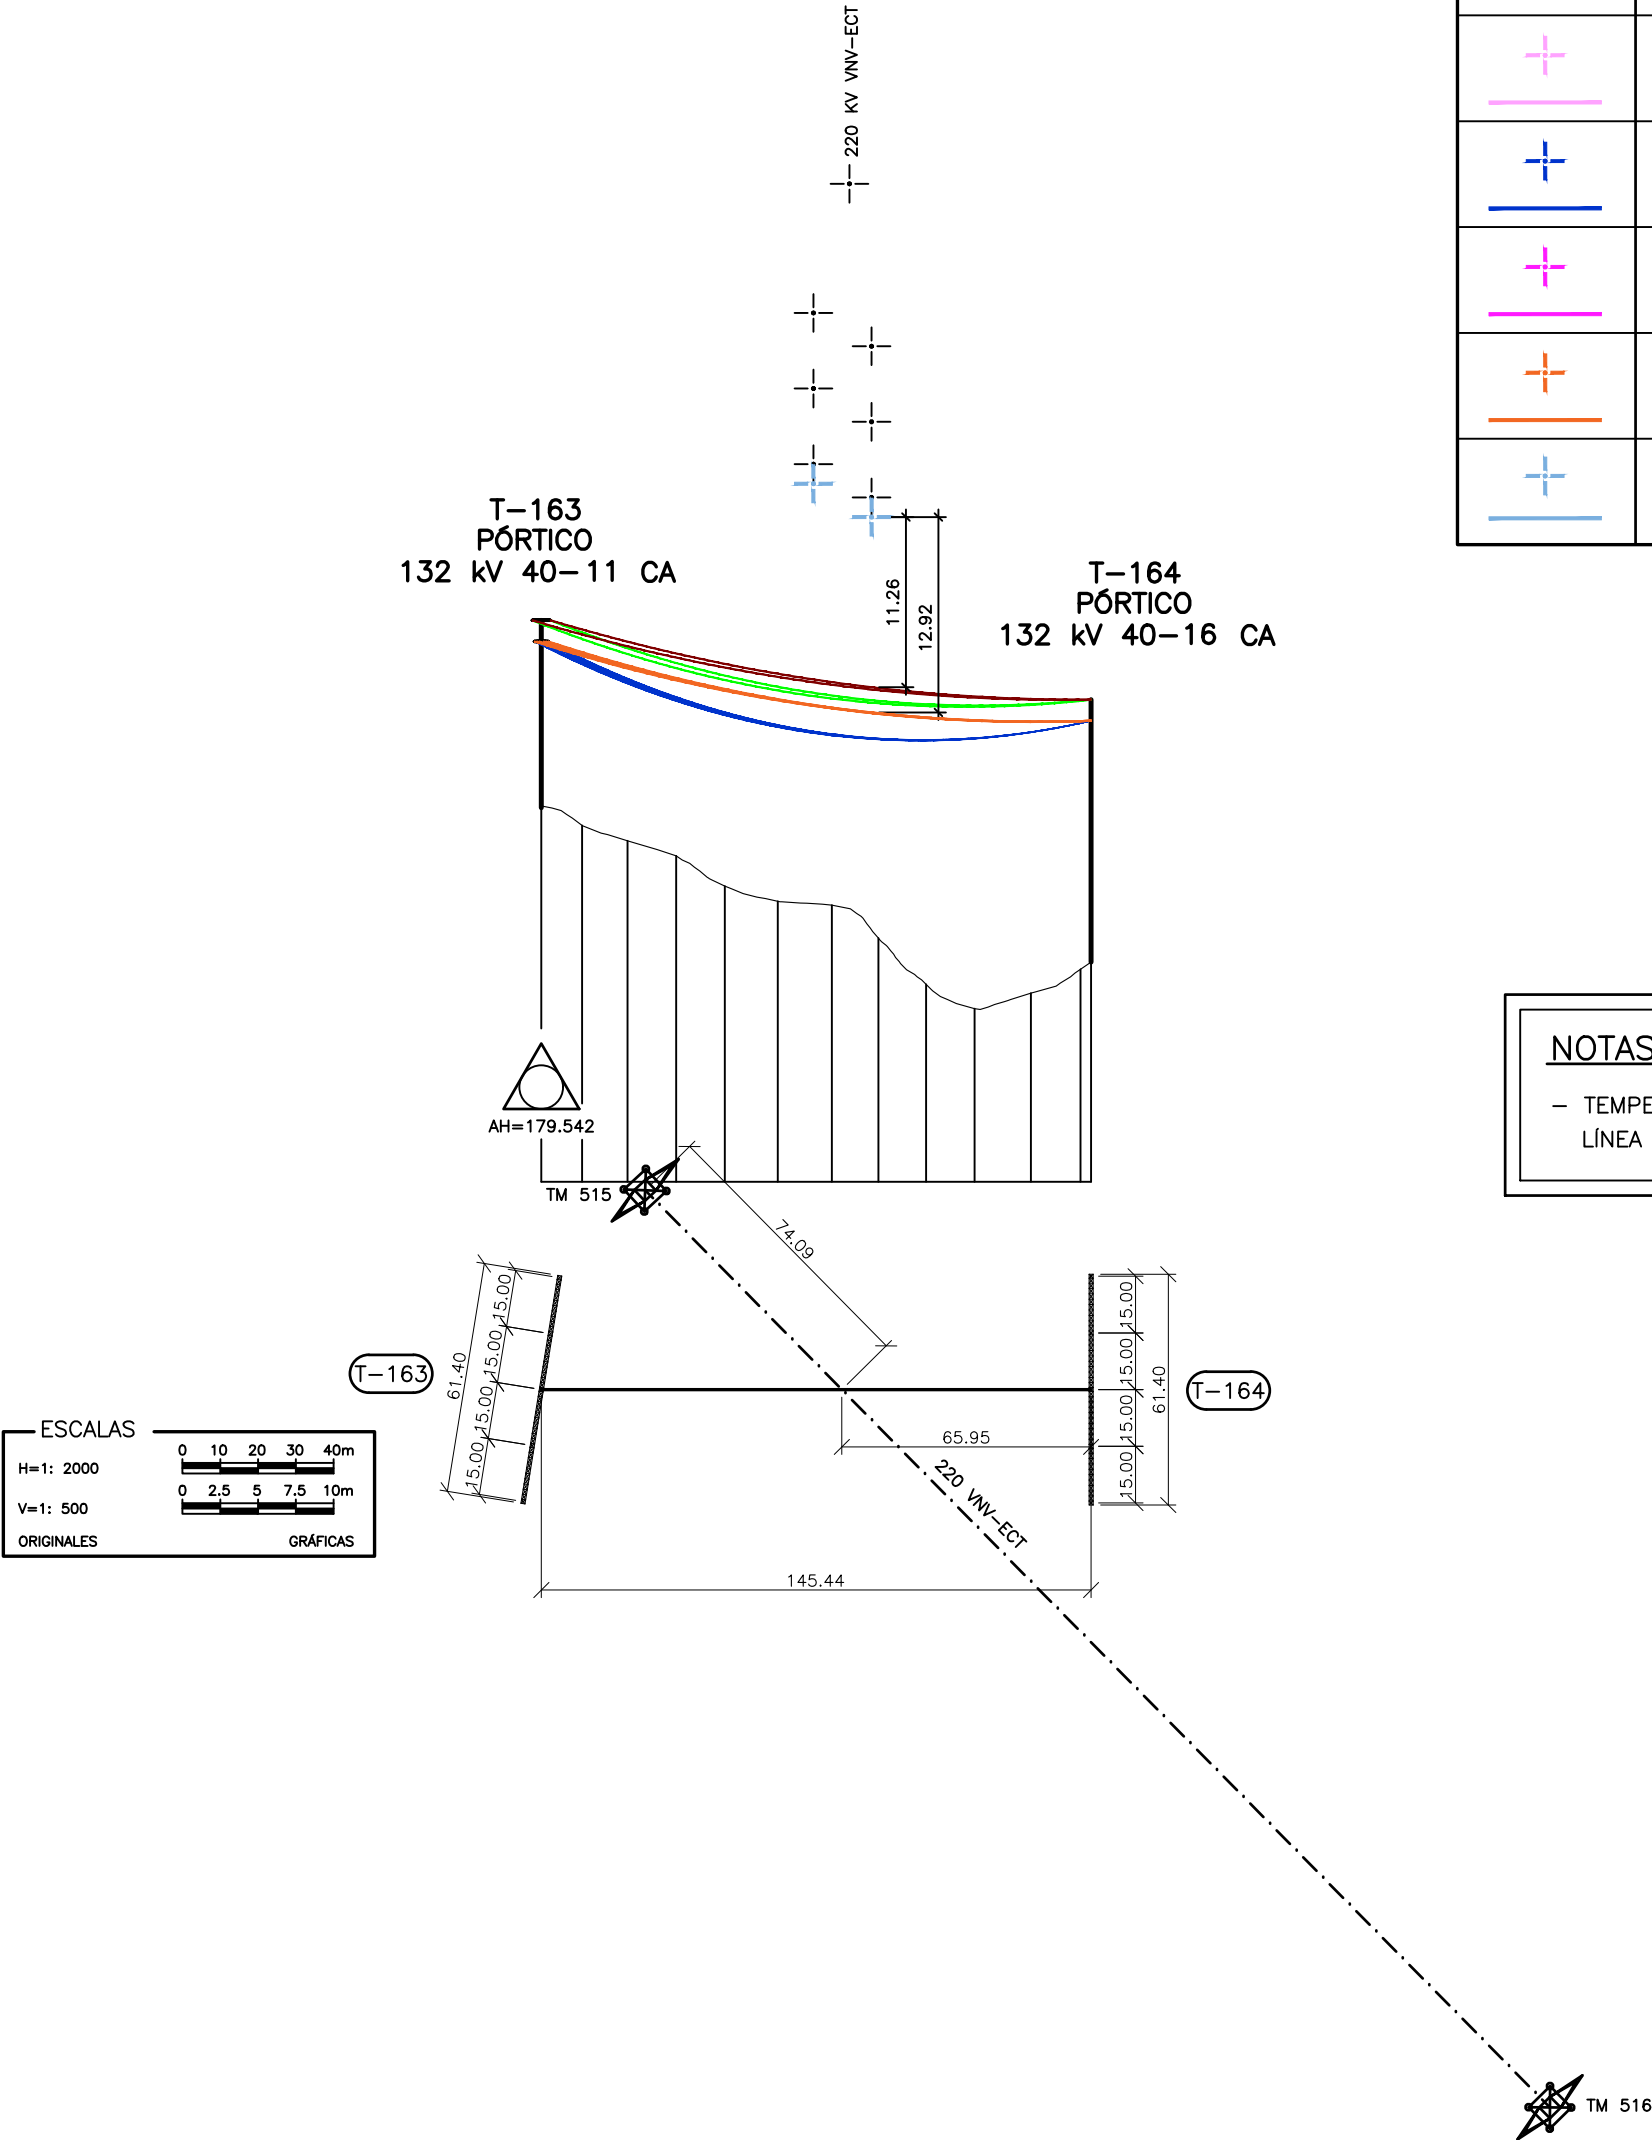 220 KV VNV-ECT
T-163
PÓRTICO
132 kV 40-11 CA
T-164
PÓRTICO
132 kV 40-16 CA
11.26
12.92
AH=179.542
NOTAS
- TEMPE
LÍNEA
TM 515
74.09
15.00
15.00
15.00
15.00
61.40
T-163
15.00
15.00
15.00
15.00
61.40
T-164
65.95
220 VNV-ECT
145.44
ESCALAS
H=1: 2000
0 10 20 30 40m
V=1: 500
0 2.5 5 7.5 10m
ORIGINALES GRÁFICAS
TM 516